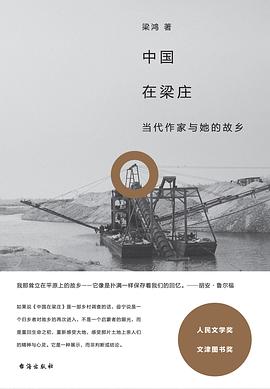 梁鸿 著
中国
在梁庄
当代作家与她的故乡
我那耸立在平原上的故乡——它像是扑满一样保存着我们的回忆。——胡安·鲁尔福
如果说《中国在梁庄》是一部乡村调查的话，毋宁说是一
个归乡者对故乡的再次进入，不是一个启蒙者的眼光，而
是重回生命之初，重新感受大地，感受那片土地上亲人们
的精神与心灵。它是一种展示，而非判断或结论。
人民文学奖
文津图书奖
台海出版社